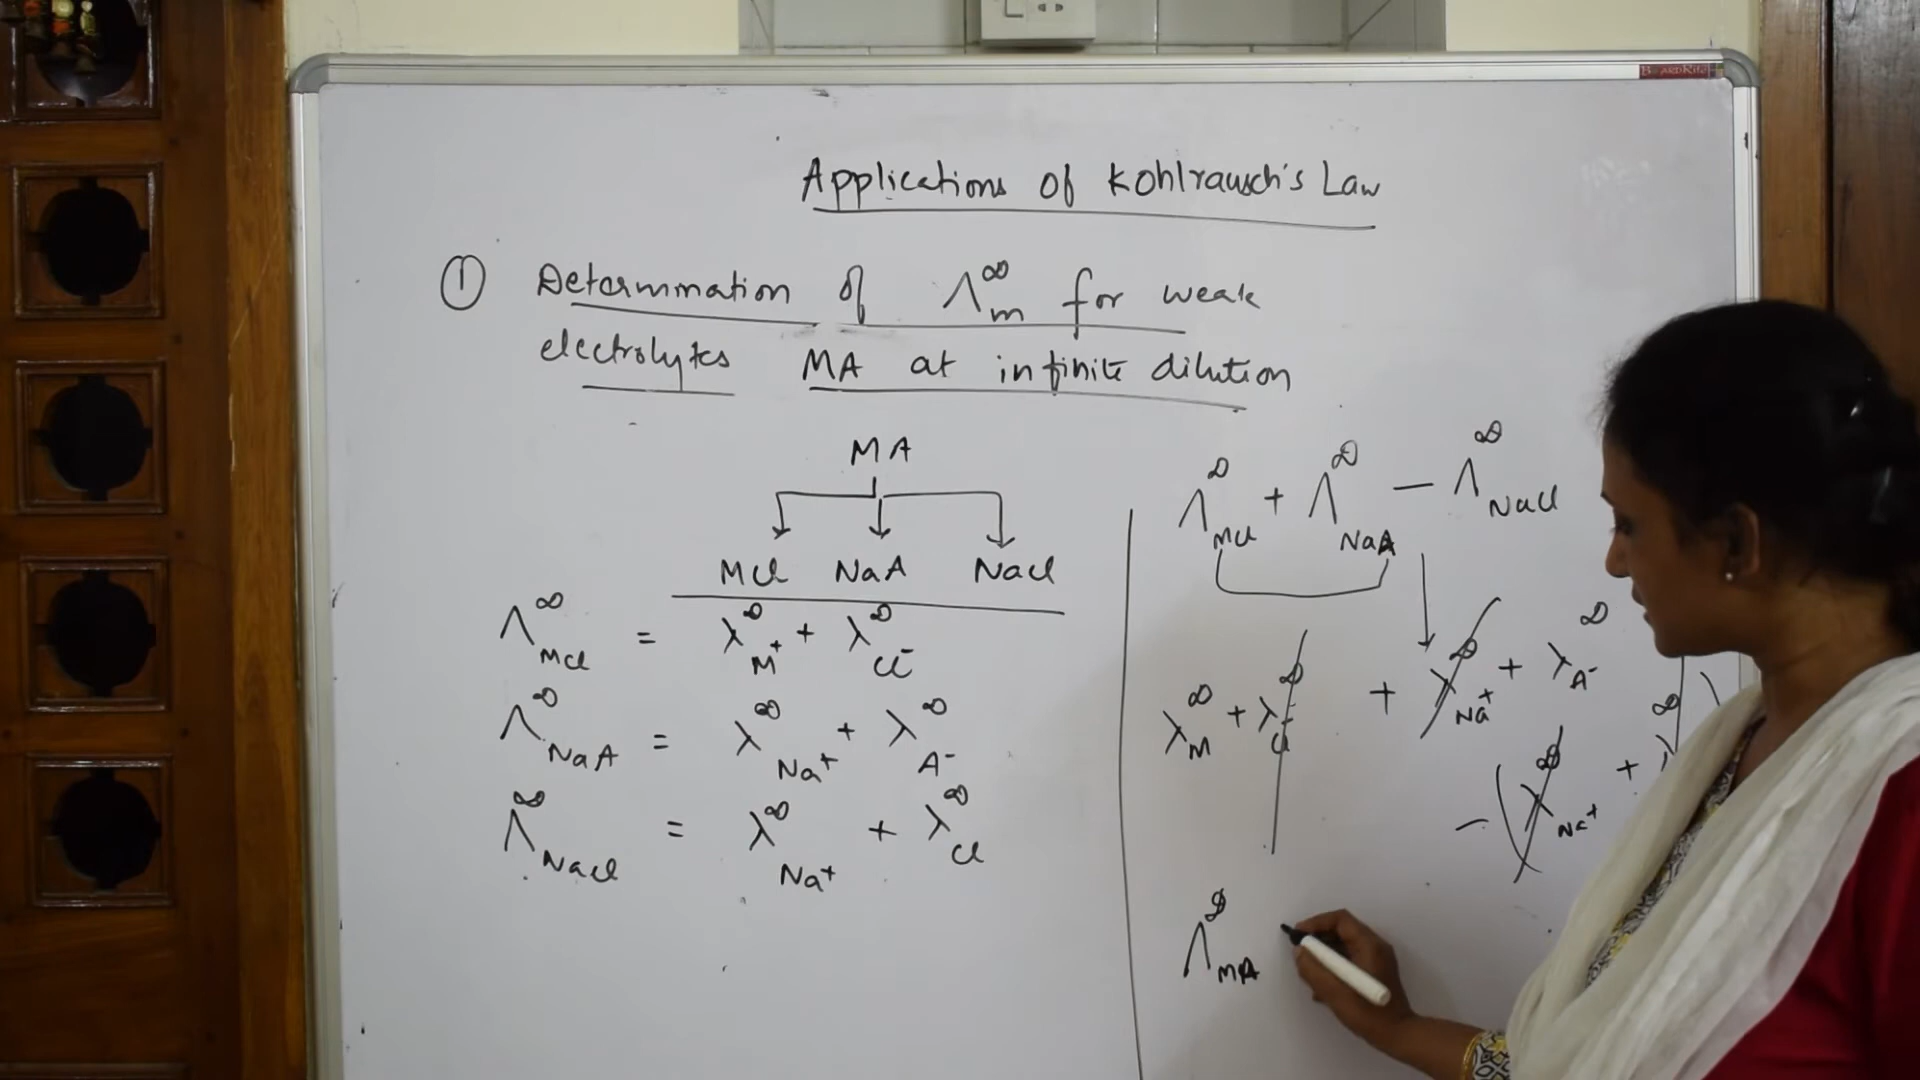 BOARDRITE
Applications of Kohlrausch's Law
① Determination of Λ∞m for weak
electrolytes MA at infinite dilution
MA
MCl NaA NaCl
Λ∞MCl = λ∞M+ + λ∞Cl-
Λ∞NaA = λ∞Na+ + λ∞A-
Λ∞NaCl = λ∞Na+ + λ∞Cl
Λ∞MCl + Λ∞NaA — Λ∞NaCl
λ∞M + λ∞Cl- + λ∞Na+ + λ∞A-
- ( λ∞Na+ + λ∞
Λ∞MA